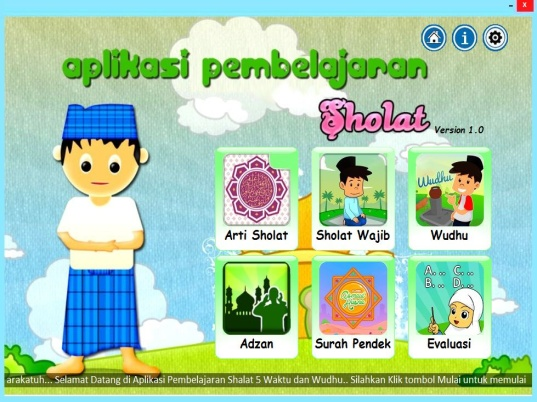 aplikasi pembelajaran
Sholat
Version 1.0
Arti Sholat
Sholat Wajib
Wudhu
Wudhu
A... C...
B... D...
Adzan
Surah Pendek
Evaluasi
arakatuh... Selamat Datang di Aplikasi Pembelajaran Shalat 5 Waktu dan Wudhu.. Silahkan Klik tombol Mulai untuk memulai